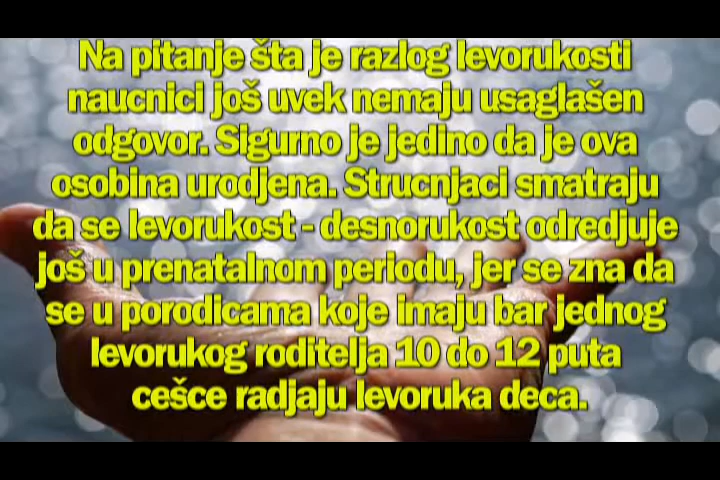 Na pitanje šta je razlog levorukosti
naucnici još uvek nemaju usaglašen
odgovor. Sigurno je jedino da je ova
osobina urodjena. Strucnjaci smatraju
da se levorukost - desnorukost odredjuje
još u prenatalnom periodu, jer se zna da
se u porodicama koje imaju bar jednog
levorukog roditelja 10 do 12 puta
cešce radjaju levoruka deca.